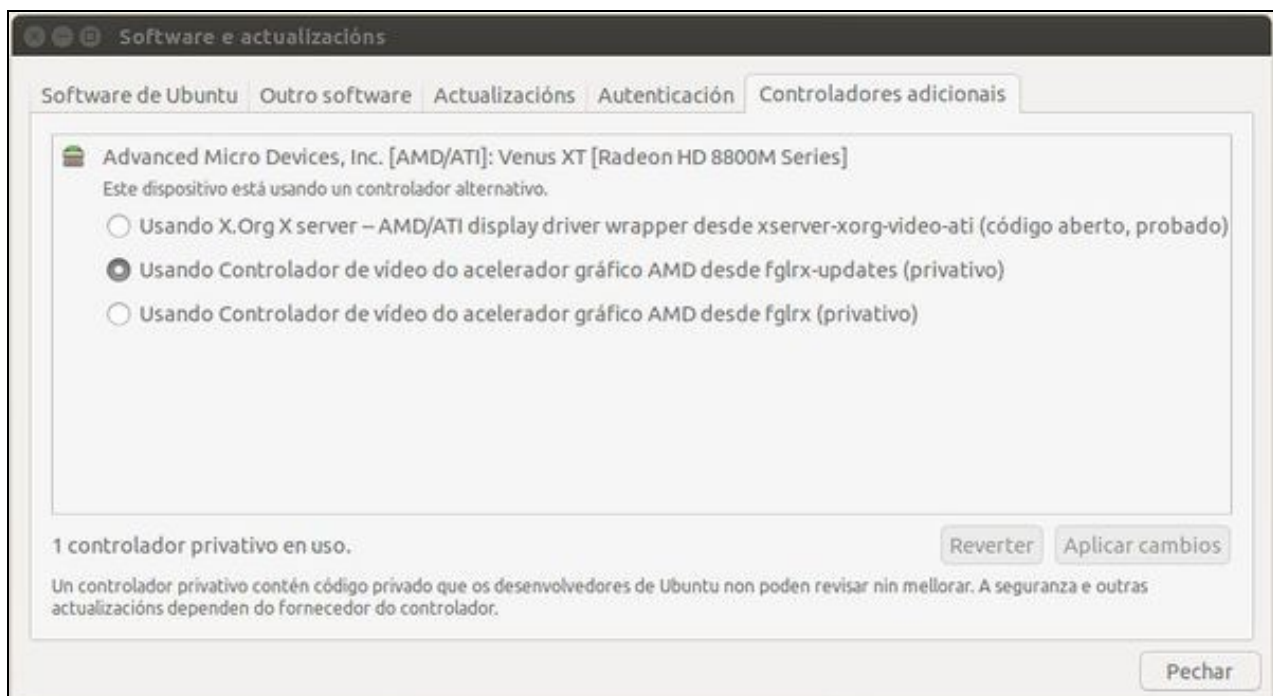 Software e actualizacións
Software de Ubuntu Outro software Actualizacións Autenticación Controladores adicionais
Advanced Micro Devices, Inc. [AMD/ATI]: Venus XT [Radeon HD 8800M Series]
Este dispositivo está usando un controlador alternativo.
Usando X.Org X server – AMD/ATI display driver wrapper desde xserver-xorg-video-ati (código aberto, probado)
Usando Controlador de vídeo do acelerador gráfico AMD desde fglrx-updates (privativo)
Usando Controlador de vídeo do acelerador gráfico AMD desde fglrx (privativo)
1 controlador privativo en uso.
Reverter Aplicar cambios
Un controlador privativo contén código privado que os desenvolvedores de Ubuntu non poden revisar nin mellorar. A seguranza e outras
actualizacións dependen do fornecedor do controlador.
Pechar